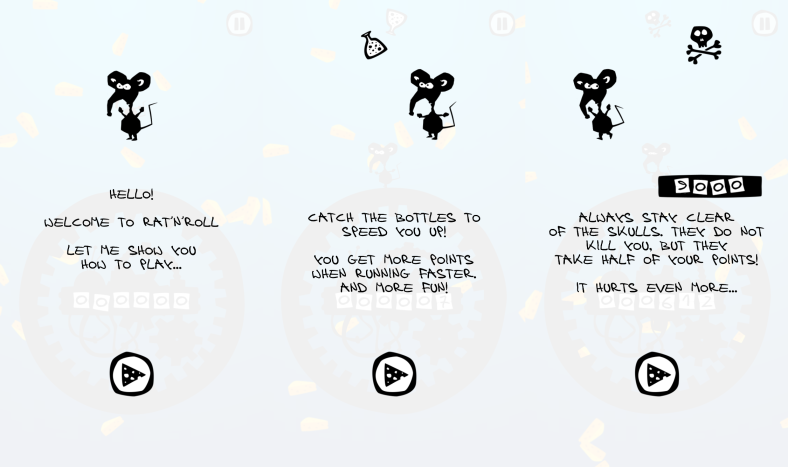 HELLO!
WELCOME TO RAT'N'ROLL
LET ME SHOW YOU
HOW TO PLAY...
000000
CATCH THE BOTTLES TO
SPEED YOU UP!
YOU GET MORE POINTS
WHEN RUNNING FASTER.
AND MORE FUN!
5000
ALWAYS STAY CLEAR
OF THE SKULLS. THEY DO NOT
KILL YOU, BUT THEY
TAKE HALF OF YOUR POINTS!
IT HURTS EVEN MORE...
000612